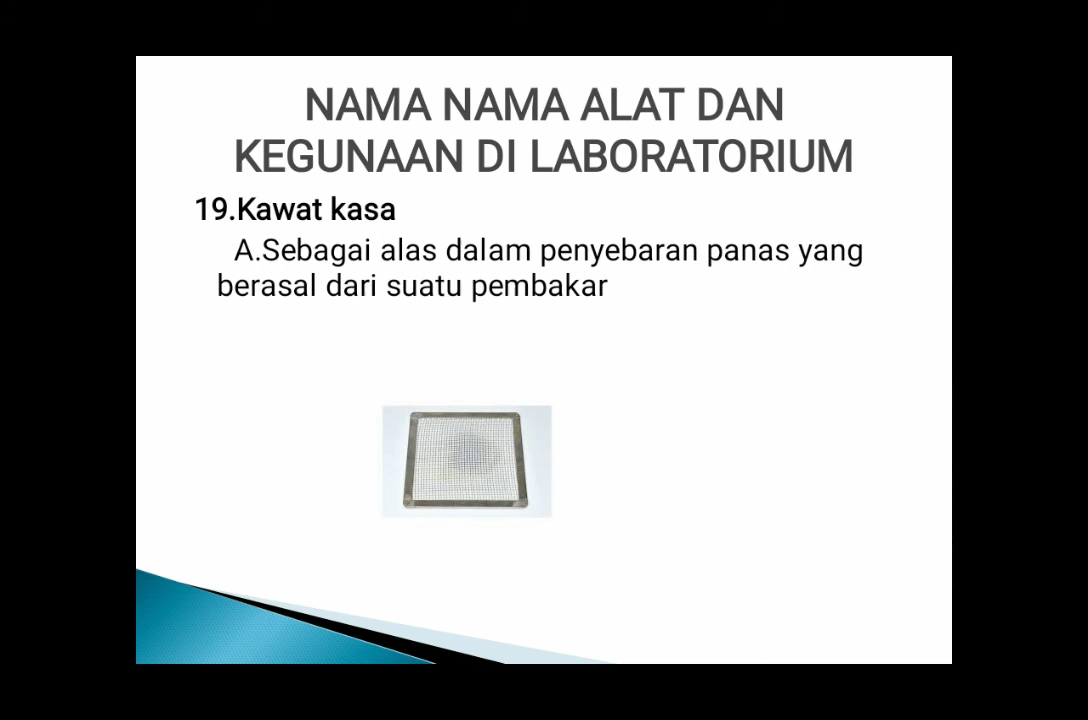 NAMA NAMA ALAT DAN
KEGUNAAN DI LABORATORIUM
19.Kawat kasa
A.Sebagai alas dalam penyebaran panas yang
berasal dari suatu pembakar